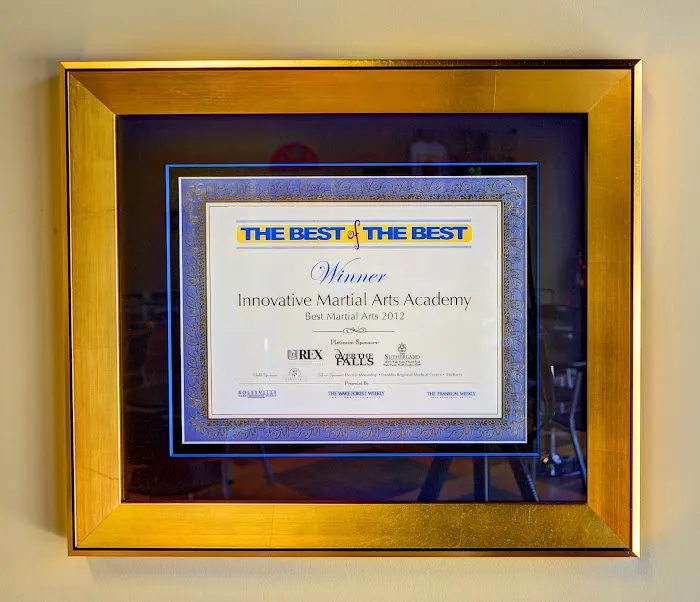 THE BEST of THE BEST
Winner
Innovative Martial Arts Academy
Best Martial Arts 2012
Platinum Sponsors:
REX
OVER THE FALLS
SUTHERLAND
Presented By
ROLESVILLE
THE WAKE FOREST WEEKLY
THE FRANKLIN WEEKLY